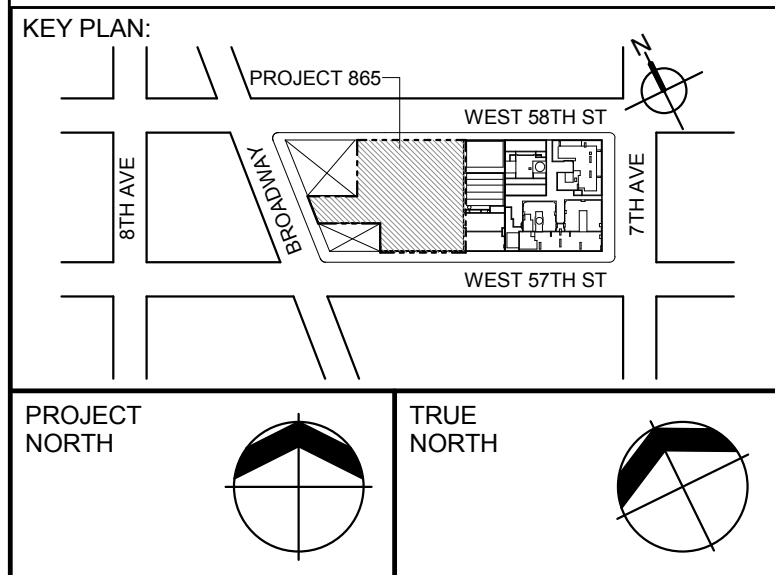 KEY PLAN:
N
PROJECT 865
WEST 58TH ST
8TH AVE
BROADWAY
7TH AVE
WEST 57TH ST
PROJECT
NORTH
TRUE
NORTH